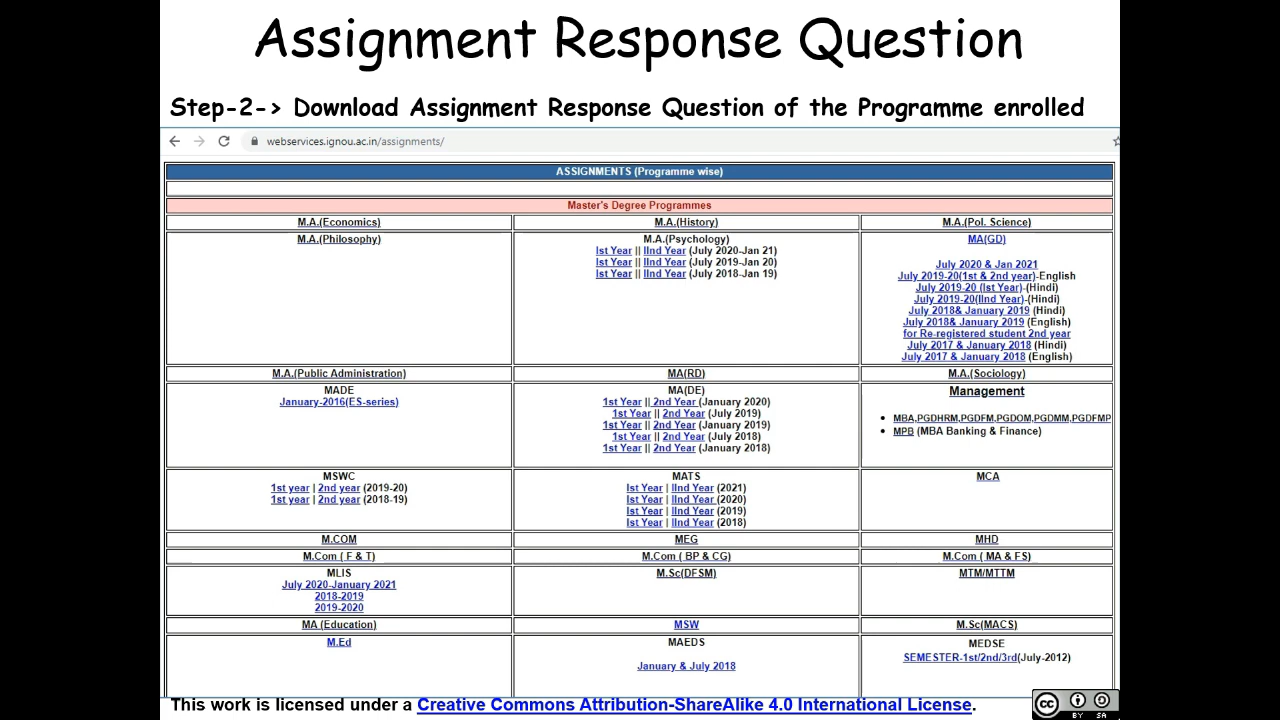 Assignment Response Question
Step-2-> Download Assignment Response Question of the Programme enrolled
webservices.ignou.ac.in/assignments/
ASSIGNMENTS (Programme wise)
Master's Degree Programmes
M.A.(Economics)
M.A.(History)
M.A.(Pol. Science)
M.A.(Philosophy)
M.A.(Psychology)
Ist Year || IInd Year (July 2020-Jan 21)
Ist Year || IInd Year (July 2019-Jan 20)
Ist Year || IInd Year (July 2018-Jan 19)
MA(GD)
July 2020 & Jan 2021
July 2019-20(1st & 2nd year)-English
July 2019-20 (Ist Year)-(Hindi)
July 2019-20(IInd Year)-(Hindi)
July 2018& January 2019 (Hindi)
July 2018& January 2019 (English)
for Re-registered student 2nd year
July 2017 & January 2018 (Hindi)
July 2017 & January 2018 (English)
M.A.(Public Administration)
MA(RD)
M.A.(Sociology)
MADE
January-2016(ES-series)
MA(DE)
1st Year || 2nd Year (January 2020)
1st Year || 2nd Year (July 2019)
1st Year || 2nd Year (January 2019)
1st Year || 2nd Year (July 2018)
1st Year || 2nd Year (January 2018)
Management
MBA,PGDHRM,PGDFM,PGDOM,PGDMM,PGDFMP
MPB (MBA Banking & Finance)
MSWC
1st year | 2nd year (2019-20)
1st year | 2nd year (2018-19)
MATS
Ist Year | IInd Year (2021)
Ist Year | IInd Year (2020)
Ist Year | IInd Year (2019)
Ist Year | IInd Year (2018)
MCA
M.COM
MEG
MHD
M.Com ( F & T)
M.Com ( BP & CG)
M.Com ( MA & FS)
MLIS
July 2020-January 2021
2018-2019
2019-2020
M.Sc(DFSM)
MTM/MTTM
MA (Education)
MSW
M.Sc(MACS)
M.Ed
MAEDS
January & July 2018
MEDSE
SEMESTER-1st/2nd/3rd(July-2012)
This work is licensed under a Creative Commons Attribution-ShareAlike 4.0 International License.
cc BY SA